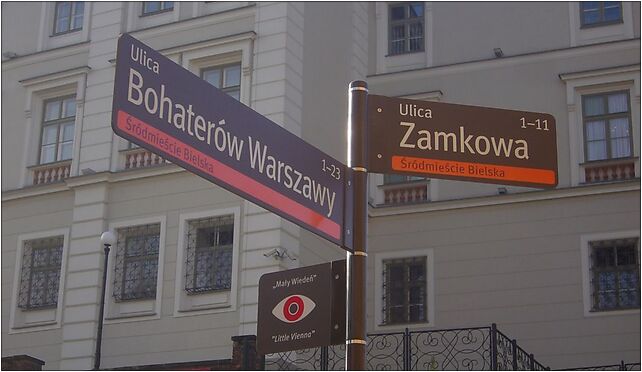 Ulica
Bohaterów Warszawy
1–23
Śródmieście Bielska
Ulica
1–11
Zamkowa
Śródmieście Bielska
„Mały Wiedeń”
"Little Vienna"